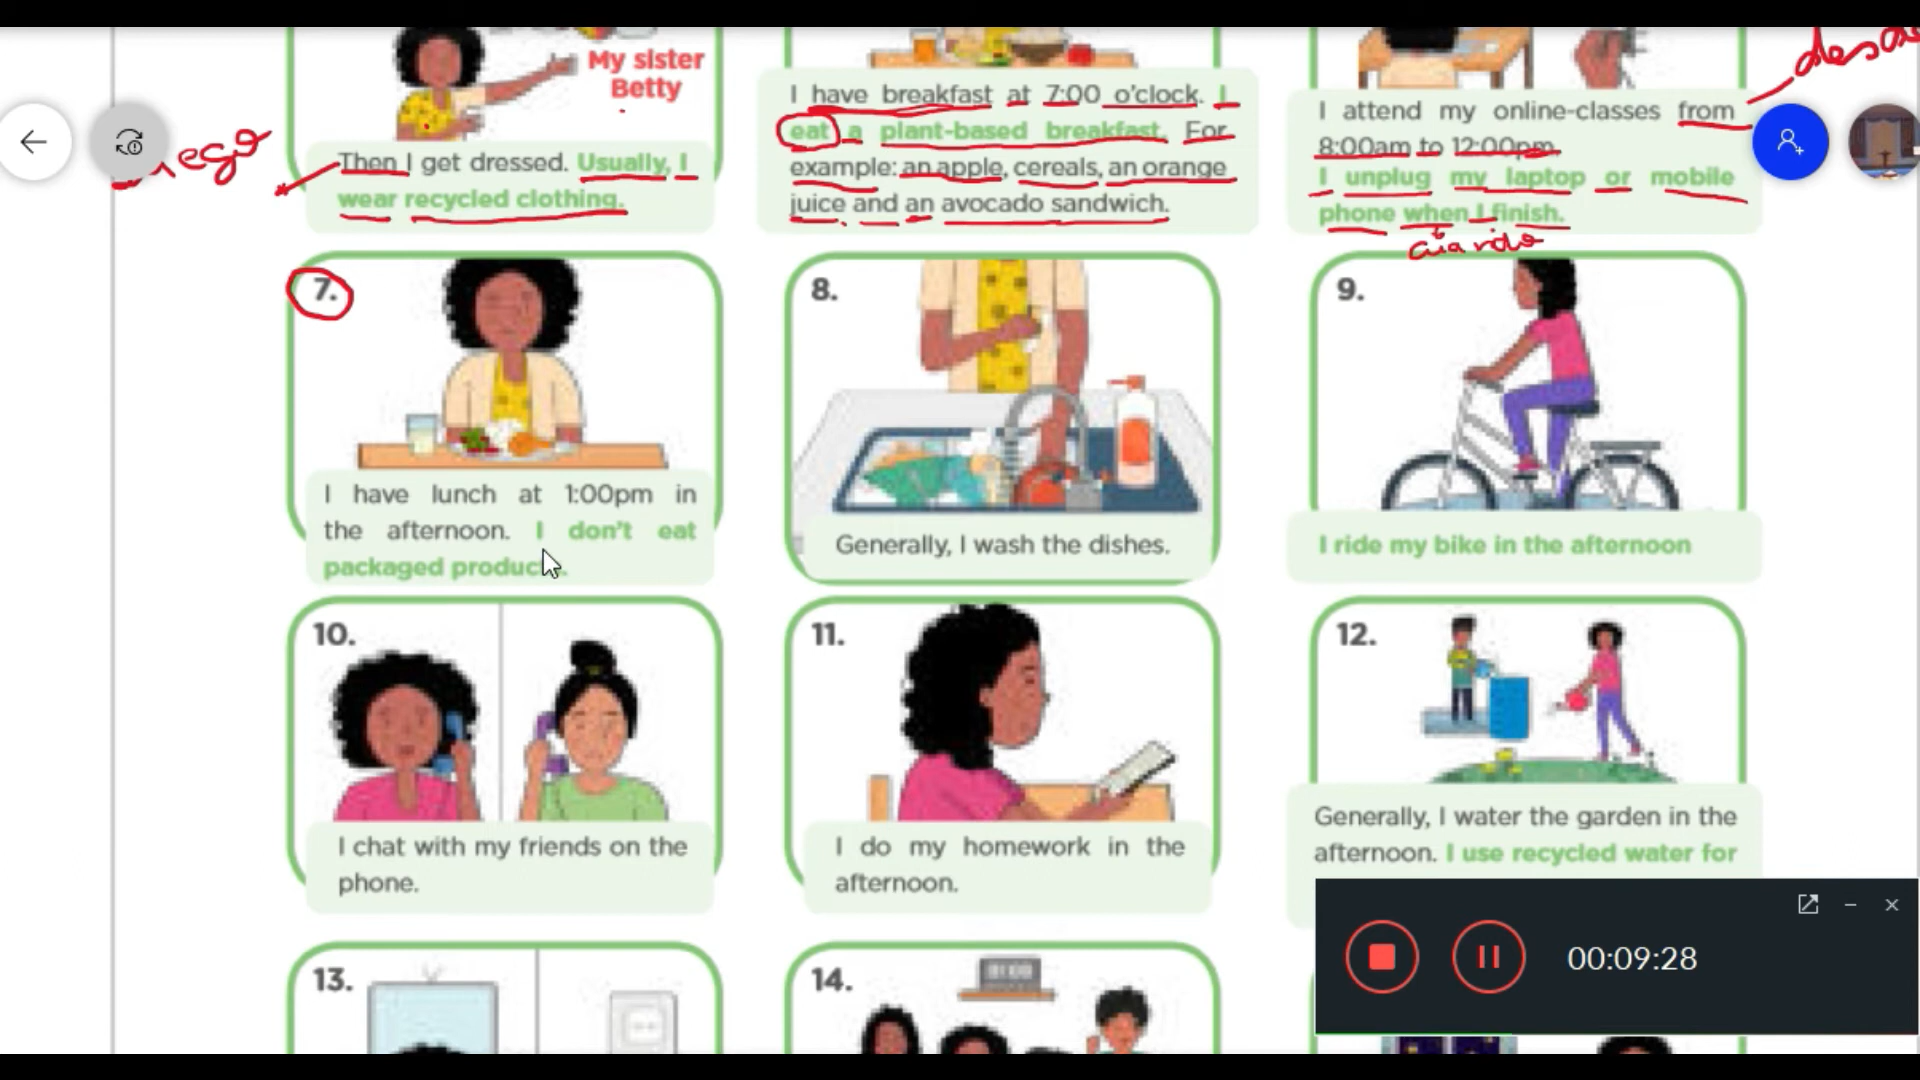 My sister
Betty
Then I get dressed. Usually, I
wear recycled clothing.
I have breakfast at 7:00 o'clock. I
eat a plant-based breakfast. For
example: an apple, cereals, an orange
juice and an avocado sandwich.
I attend my online-classes from
8:00am to 12:00pm.
I unplug my laptop or mobile
phone when I finish.
cuando
7.
I have lunch at 1:00pm in
the afternoon. I don't eat
packaged
8.
Generally, I wash the dishes.
9.
I ride my bike in the afternoon
10.
I chat with my friends on the
phone.
11.
I do my homework in the
afternoon.
12.
Generally, I water the garden in the
afternoon. I use recycled water for
13.
14.
00:09:28